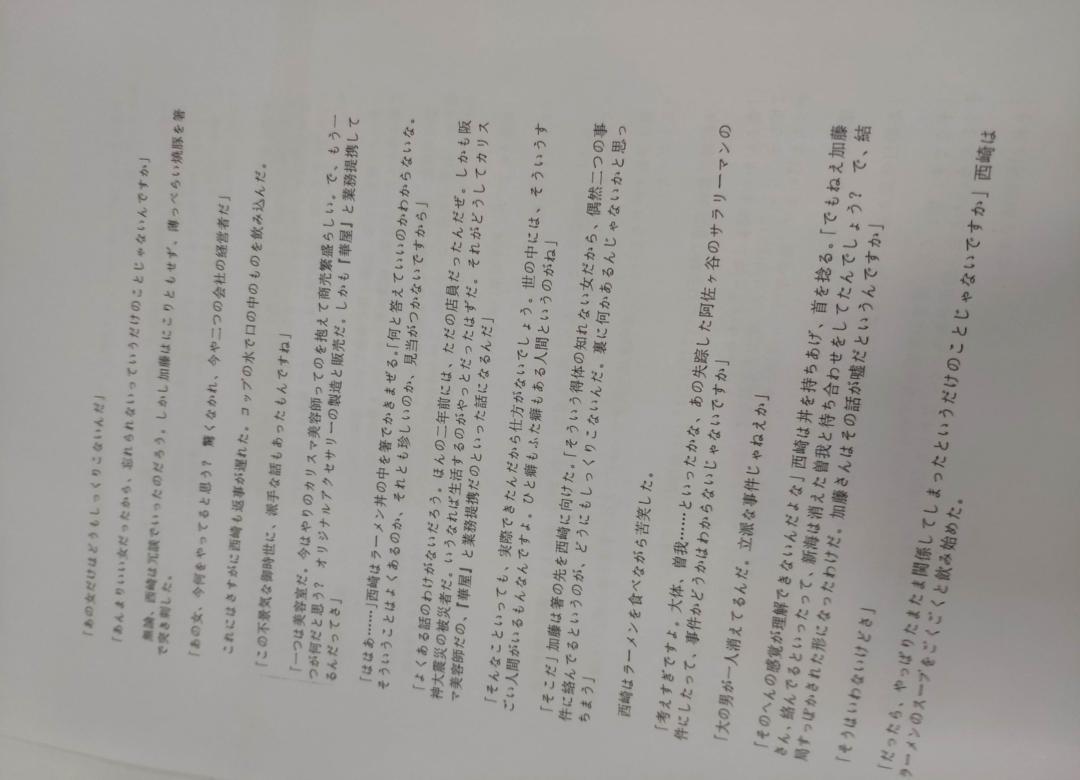 「あの女だけはどうもしっくりこないんだ」
「あんまりいい女だったから、忘れられないっていうだけのことじゃないんですか」
無論、西崎は冗談でいったのだろう。しかし加藤はにこりともせず、薄っぺらい焼豚を箸
で突き刺した。
「あの女、今何をやってると思う? 驚くなかれ、今や二つの会社の経営者だ」
これにはさすがに西崎も返事が遅れた。コップの水で口の中のものを飲み込んだ。
「この不景気な御時世に、派手な話もあったもんですね」
「一つは美容室だ。今はやりのカリスマ美容師ってのを抱えて商売繁盛らしい。で、もう一
つが何だと思う? オリジナルアクセサリーの製造と販売だ。しかも『華屋』と業務提携して
るんだってさ」
「ははあ……」西崎はラーメン丼の中を箸でかきまぜる。「何と答えていいのかわからないな。
そういうことはよくあるのか、それとも珍しいのか、見当がつかないですから」
「よくある話のわけがないだろう。ほんの二年前には、ただの店員だったんだぜ。しかも阪
神大震災の被災者だ。いうなれば生活するのがやっとだったはずだ。それがどうしてカリス
マ美容師だの、『華屋』と業務提携だのといった話になるんだ」
「そんなこといっても、実際できたんだから仕方がないでしょう。世の中には、そういうす
ごい人間がいるもんなんですよ。ひと癖もふた癖もある人間というのがね」
「そこだ」加藤は箸の先を西崎に向けた。「そういう得体の知れない女だから、偶然二つの事
件に絡んでるというのが、どうにもしっくりこないんだ。裏に何かあるんじゃないかと思っ
ちまう」
西崎はラーメンを食べながら苦笑した。
「考えすぎですよ。大体、曽我……といったかな、あの失踪した阿佐ヶ谷のサラリーマンの
件にしたって、事件かどうかはわからないじゃないですか」
「大の男が一人消えてるんだ。立派な事件じゃねえか」
「そのへんの感覚が理解できないんだよな」西崎は丼を持ちあげ、首を捻る。「でもねえ加藤
さん、絡んでるといったたって、新海は消えた曽我と待ち合わせをしてたんでしょう? で、結
局すっぽかされた形になったわけだ。加藤さんはその話が嘘だというんですか」
「そうはいわないけどさ」
「だったら、やっぱりたまたま関係してしまったというだけのことじゃないですか」西崎は
ラーメンのスープをごくごくと飲み始めた。